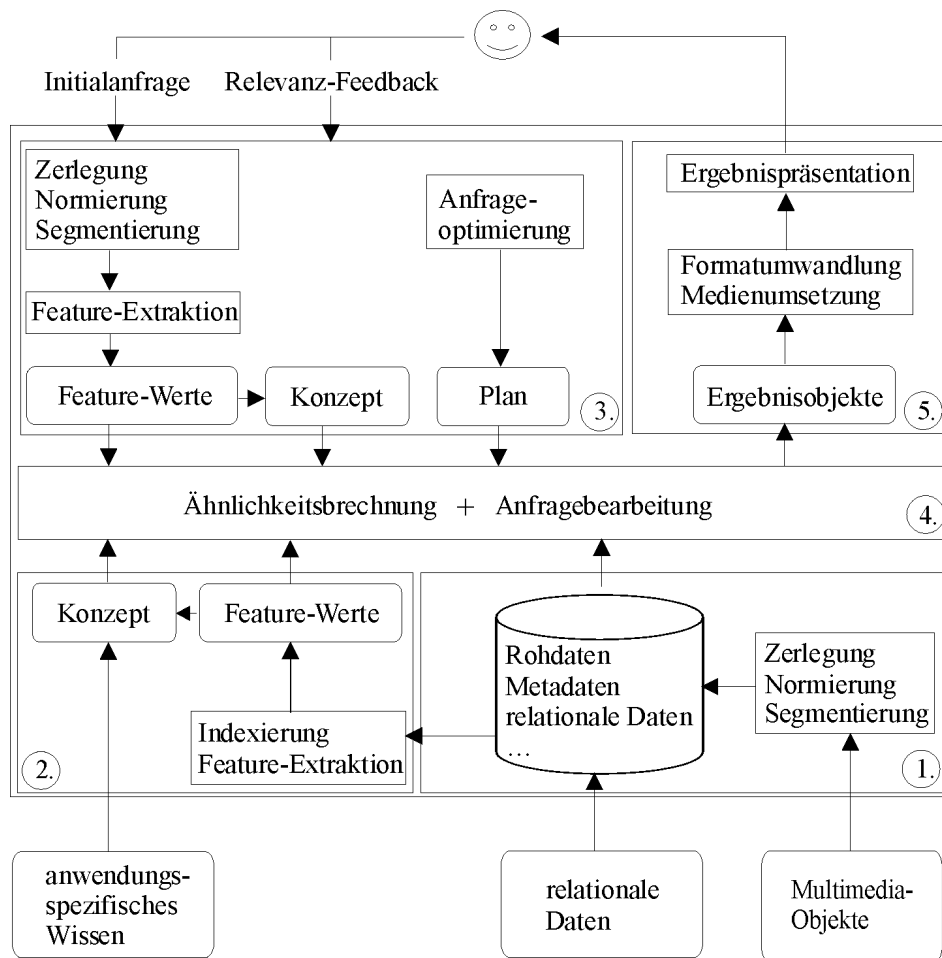 Initialanfrage
Relevanz-Feedback
Zerlegung
Normierung
Segmentierung
Feature-Extraktion
Feature-Werte
Konzept
Anfrage-
optimierung
Plan
3.
Ergebnispräsentation
Formatumwandlung
Medienumsetzung
Ergebnisobjekte
5.
Ähnlichkeitsbrechnung + Anfragebearbeitung
4.
Konzept
Feature-Werte
Indexierung
Feature-Extraktion
2.
Rohdaten
Metadaten
relationale Daten
...
Zerlegung
Normierung
Segmentierung
1.
anwendungs-
spezifisches
Wissen
relationale
Daten
Multimedia-
Objekte